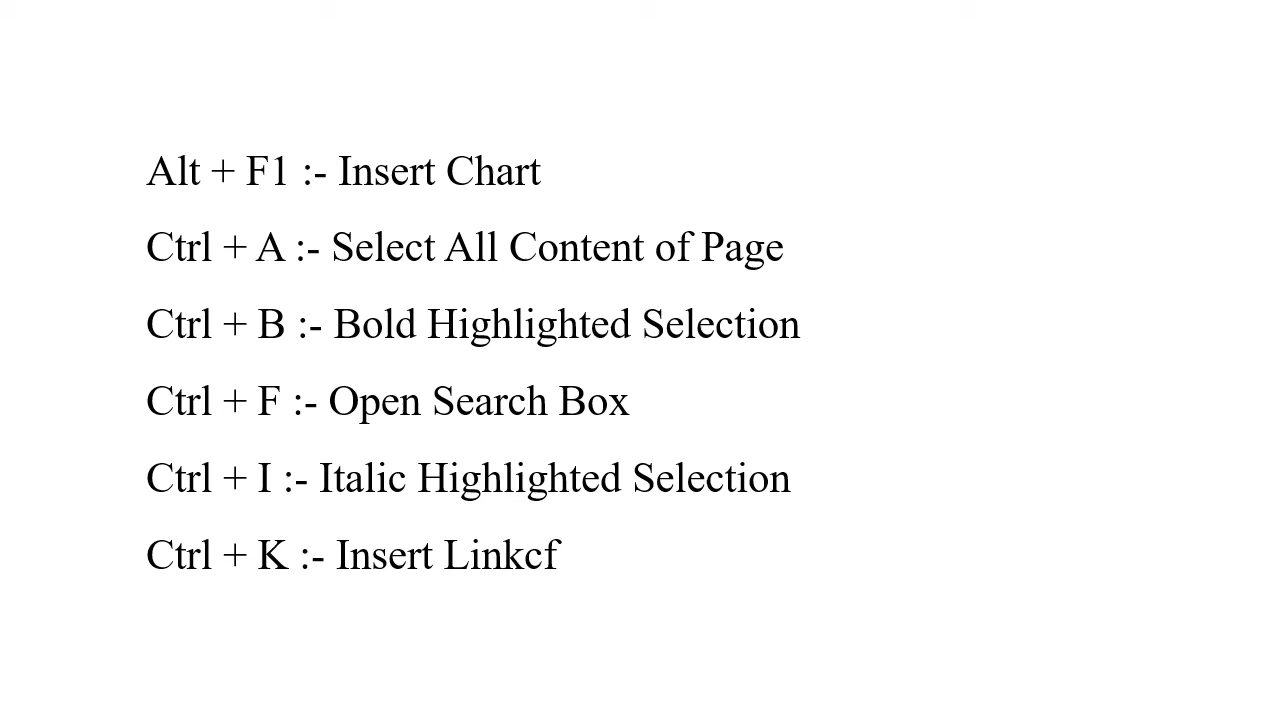 Alt + F1 :- Insert Chart
Ctrl + A :- Select All Content of Page
Ctrl + B :- Bold Highlighted Selection
Ctrl + F :- Open Search Box
Ctrl + I :- Italic Highlighted Selection
Ctrl + K :- Insert Linkcf